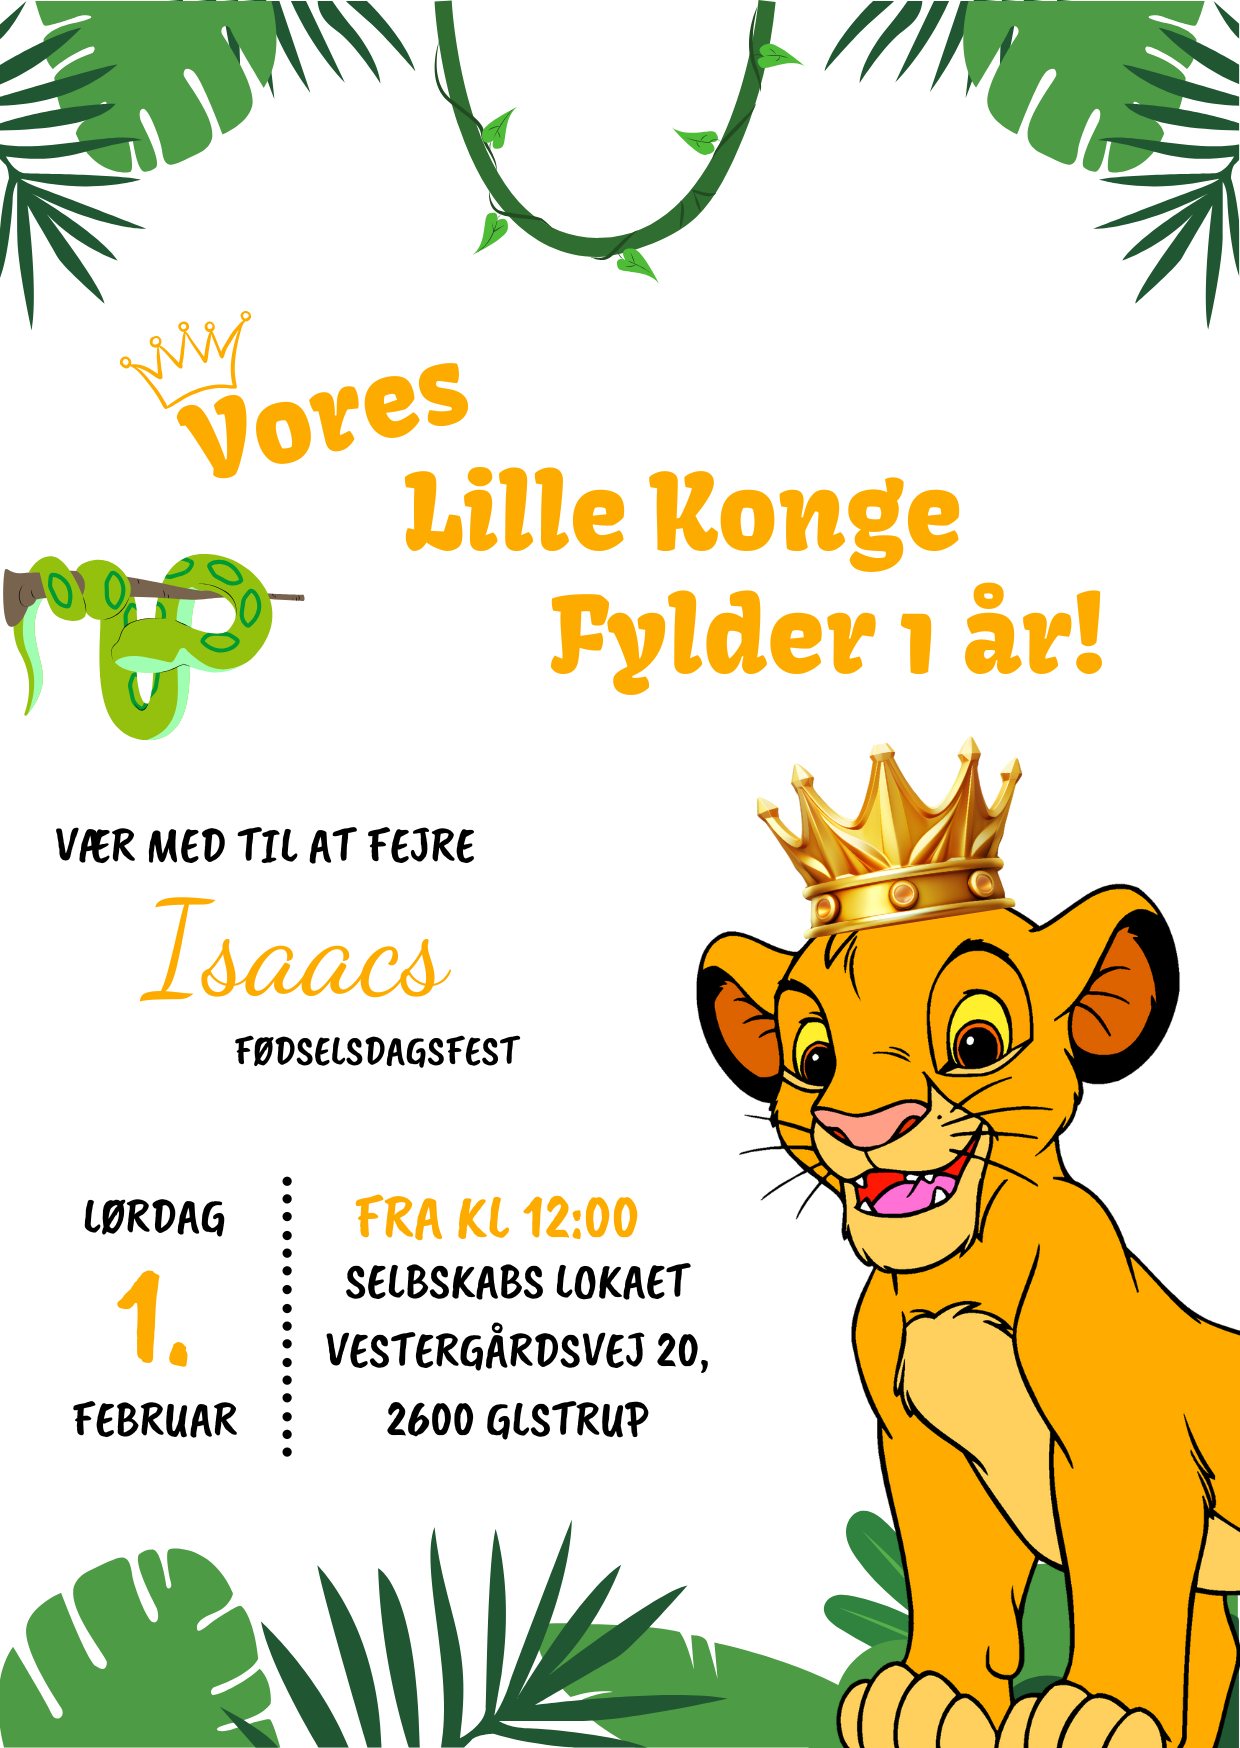 Vores
Lille Konge
Fylder 1 år!
VÆR MED TIL AT FEJRE
Isaacs
FØDSELSDAGSFEST
LØRDAG
1.
FEBRUAR
FRA KL 12:00
SELBSKABS LOKAET
VESTERGÅRDSVEJ 20,
2600 GLSTRUP